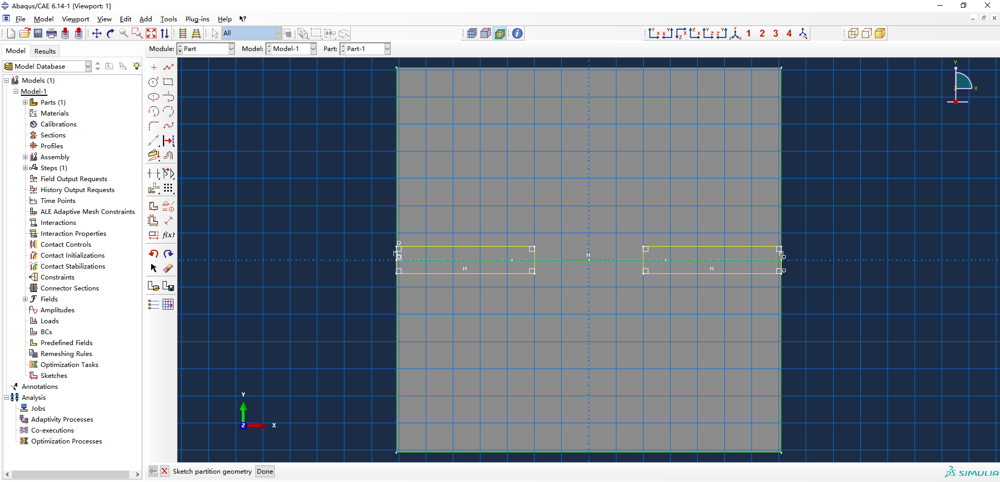 Abaqus/CAE 6.14-1 [Viewport: 1]
File Model Viewport View Edit Add Tools Plug-ins Help
All
1 2 3 4
Model Results
Module: Part Model: Model-1 Part: Part-1
Model Database
Models (1)
Model-1
Parts (1)
Materials
Calibrations
Sections
Profiles
Assembly
Steps (1)
Field Output Requests
History Output Requests
Time Points
ALE Adaptive Mesh Constraints
Interactions
Interaction Properties
Contact Controls
Contact Initializations
Contact Stabilizations
Constraints
Connector Sections
Fields
Amplitudes
Loads
BCs
Predefined Fields
Remeshing Rules
Optimization Tasks
Sketches
Annotations
Analysis
Jobs
Adaptivity Processes
Co-executions
Optimization Processes
f(x)
Y
X
H
H
H
Y
Z X
Sketch partition geometry Done
SIMULIA